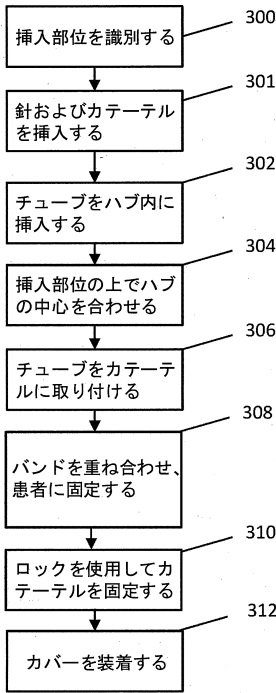 挿入部位を識別する
300
針およびカテーテル
を挿入する
301
チューブをハブ内に
挿入する
302
挿入部位の上でハブ
の中心を合わせる
304
チューブをカテーテ
ルに取り付ける
306
バンドを重ね合わせ、
患者に固定する
308
ロックを使用してカ
テーテルを固定する
310
カバーを装着する
312